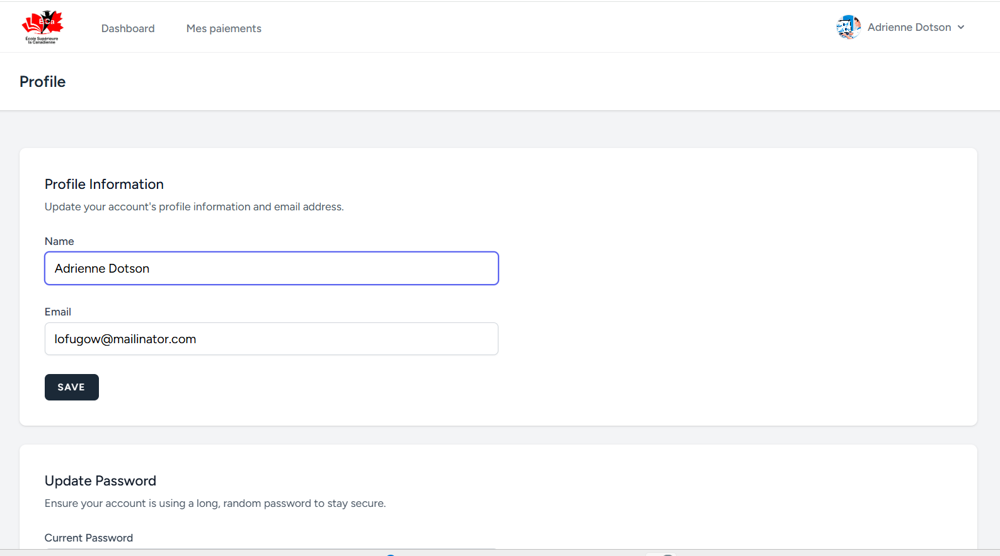 ECa
École Supérieure
la Canadienne
Dashboard
Mes paiements
Adrienne Dotson
Profile
Profile Information
Update your account's profile information and email address.
Name
Adrienne Dotson
Email
lofugow@mailinator.com
SAVE
Update Password
Ensure your account is using a long, random password to stay secure.
Current Password